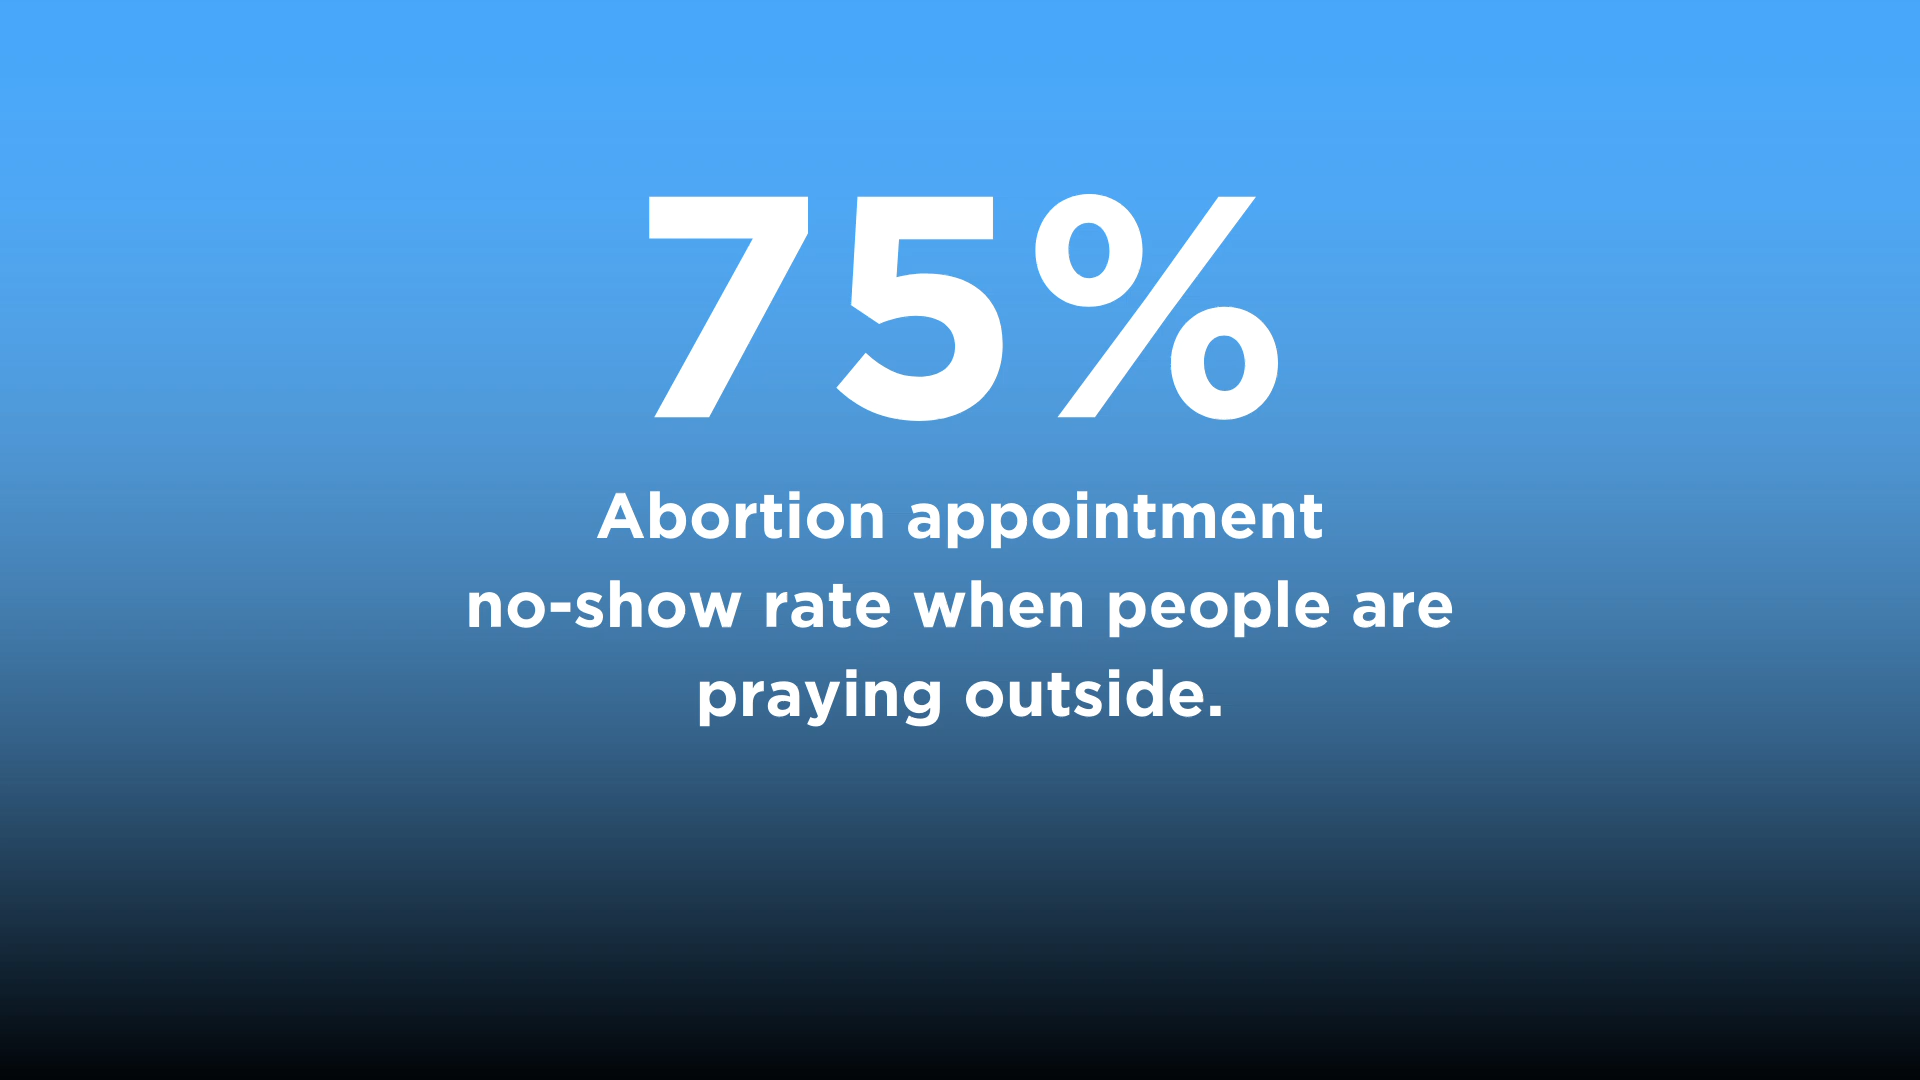 75%
Abortion appointment
no-show rate when people are
praying outside.